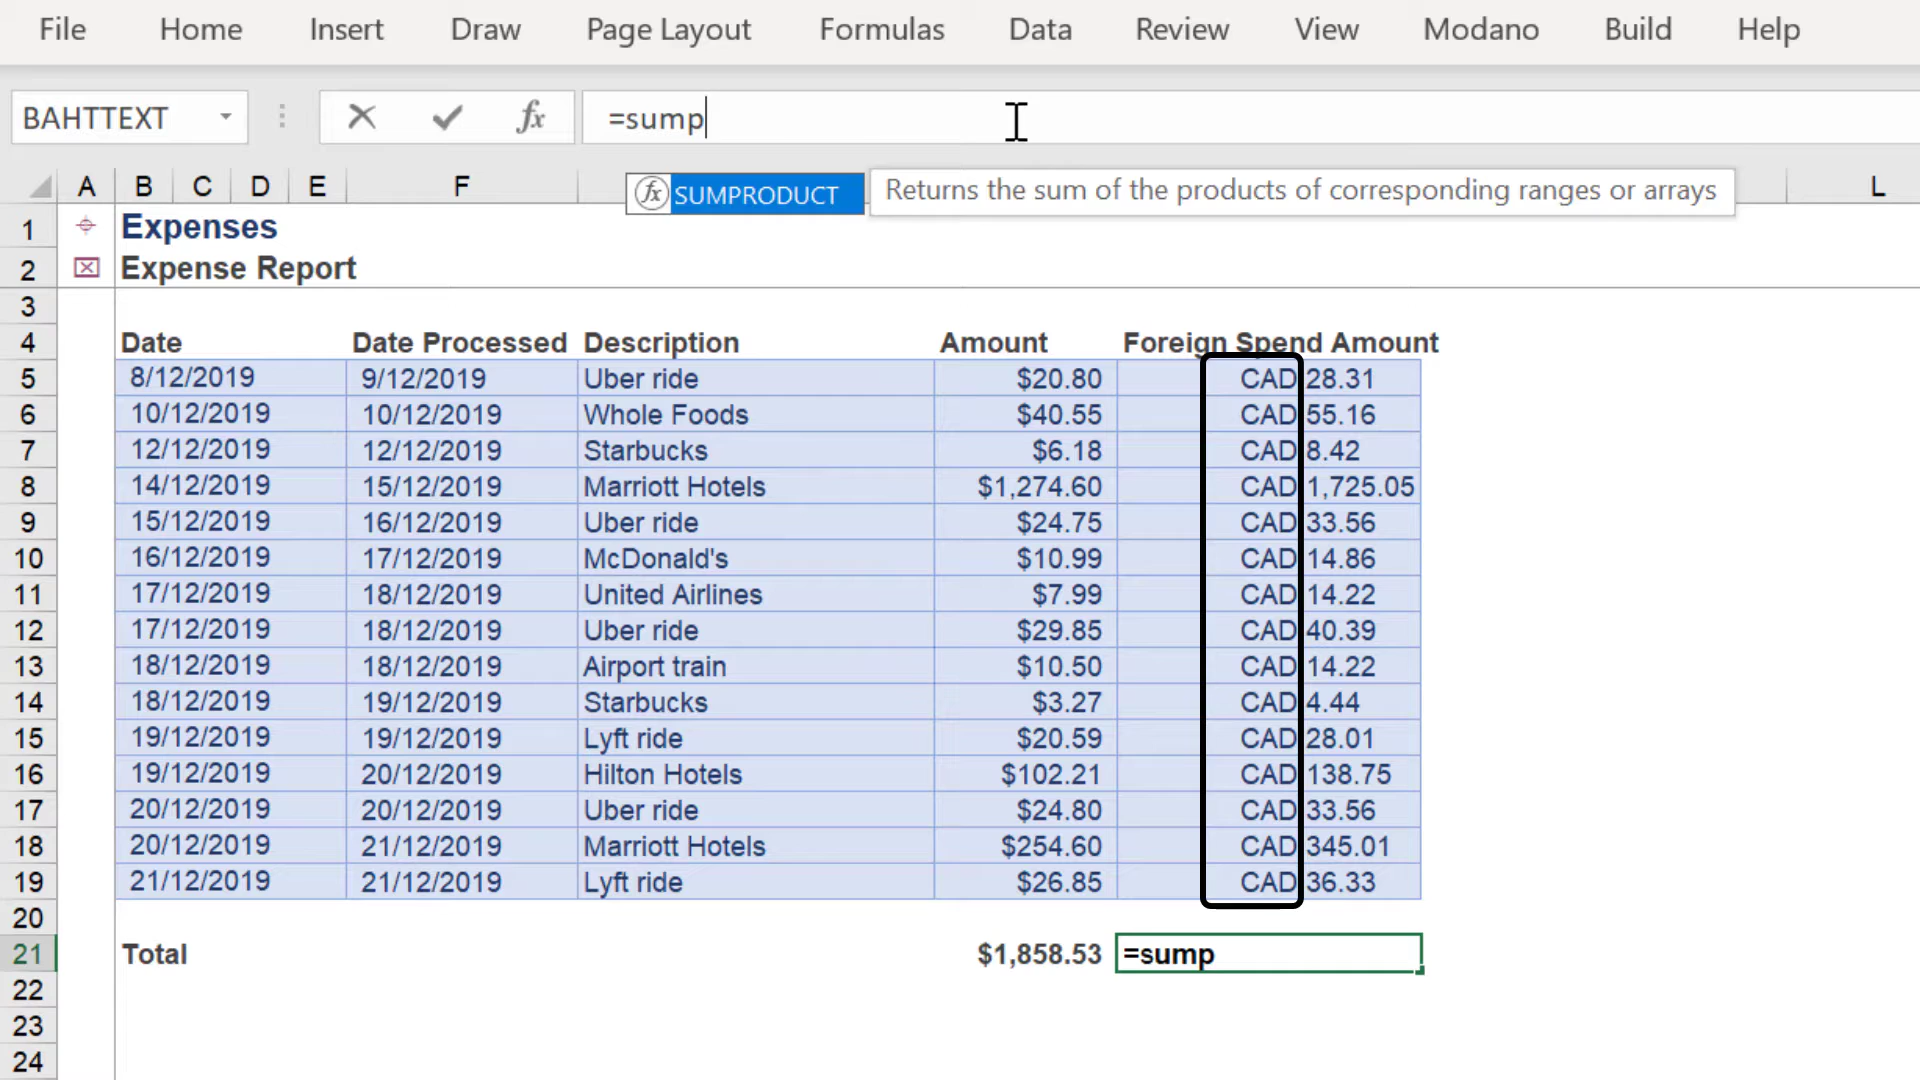 File Home Insert Draw Page Layout Formulas Data Review View Modano Build Help
BAHTTEXT fx =sump
A B C D E F L
fx SUMPRODUCT Returns the sum of the products of corresponding ranges or arrays
1 Expenses
2 Expense Report
3
4 Date Date Processed Description Amount Foreign Spend Amount
5 8/12/2019 9/12/2019 Uber ride $20.80 CAD 28.31
6 10/12/2019 10/12/2019 Whole Foods $40.55 CAD 55.16
7 12/12/2019 12/12/2019 Starbucks $6.18 CAD 8.42
8 14/12/2019 15/12/2019 Marriott Hotels $1,274.60 CAD 1,725.05
9 15/12/2019 16/12/2019 Uber ride $24.75 CAD 33.56
10 16/12/2019 17/12/2019 McDonald's $10.99 CAD 14.86
11 17/12/2019 18/12/2019 United Airlines $7.99 CAD 14.22
12 17/12/2019 18/12/2019 Uber ride $29.85 CAD 40.39
13 18/12/2019 18/12/2019 Airport train $10.50 CAD 14.22
14 18/12/2019 19/12/2019 Starbucks $3.27 CAD 4.44
15 19/12/2019 19/12/2019 Lyft ride $20.59 CAD 28.01
16 19/12/2019 20/12/2019 Hilton Hotels $102.21 CAD 138.75
17 20/12/2019 20/12/2019 Uber ride $24.80 CAD 33.56
18 20/12/2019 21/12/2019 Marriott Hotels $254.60 CAD 345.01
19 21/12/2019 21/12/2019 Lyft ride $26.85 CAD 36.33
20
21 Total $1,858.53 =sump
22
23
24